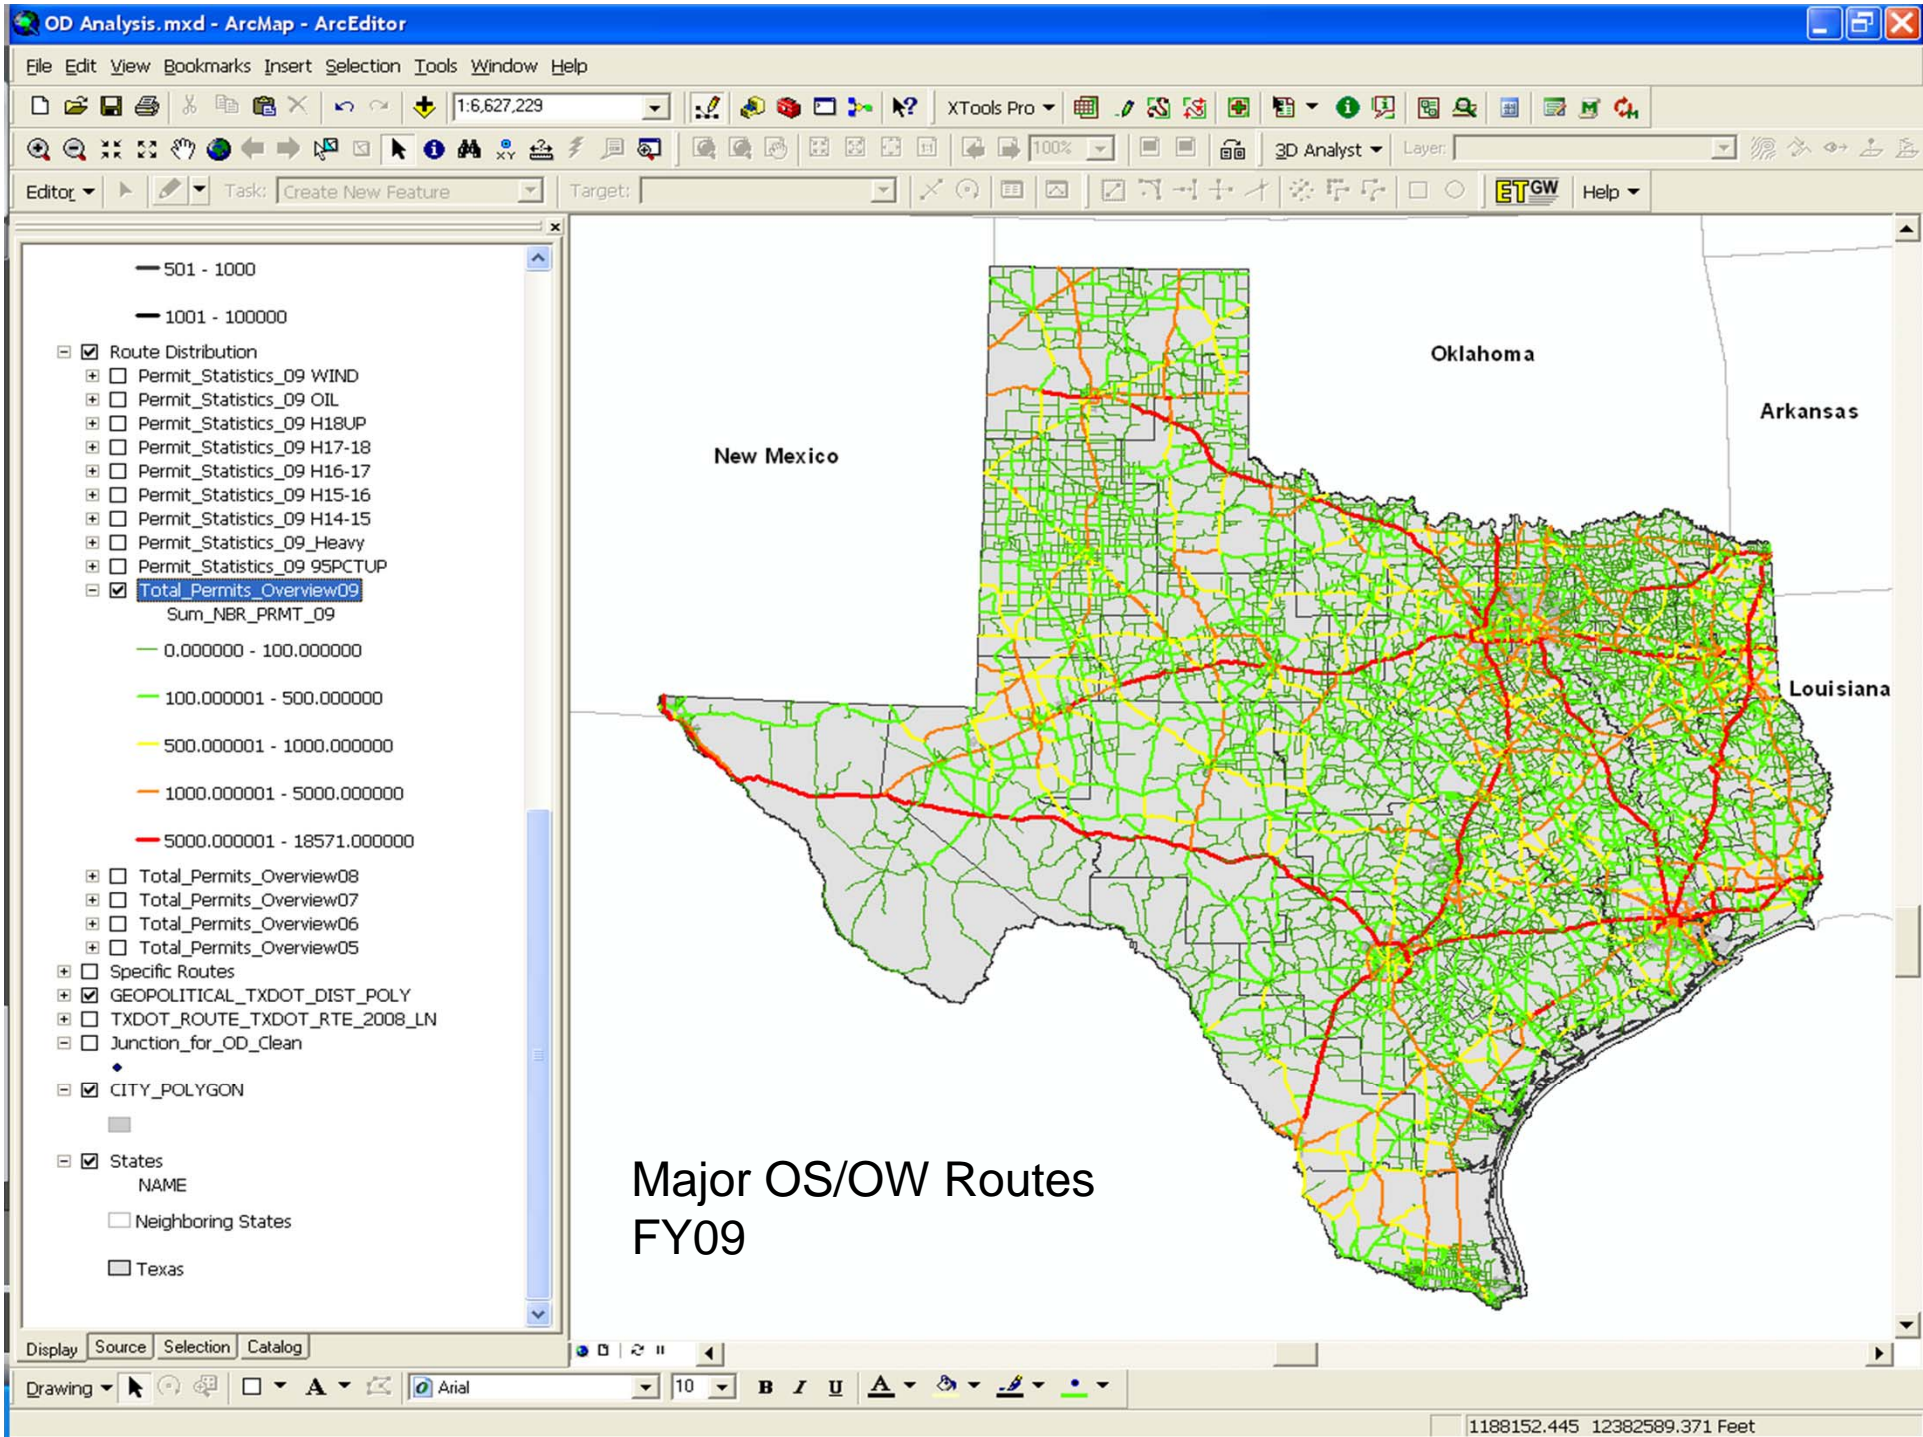 OD Analysis.mxd - ArcMap - ArcEditor
File Edit View Bookmarks Insert Selection Tools Window Help
1:6,627,229
XTools Pro
100%
3D Analyst
Layer:
Editor
Task: Create New Feature
Target:
ET GW
Help
501 - 1000
1001 - 100000
Route Distribution
Permit_Statistics_09 WIND
Permit_Statistics_09 OIL
Permit_Statistics_09 H18UP
Permit_Statistics_09 H17-18
Permit_Statistics_09 H16-17
Permit_Statistics_09 H15-16
Permit_Statistics_09 H14-15
Permit_Statistics_09_Heavy
Permit_Statistics_09 95PCTUP
Total_Permits_Overview09
Sum_NBR_PRMT_09
0.000000 - 100.000000
100.000001 - 500.000000
500.000001 - 1000.000000
1000.000001 - 5000.000000
5000.000001 - 18571.000000
Total_Permits_Overview08
Total_Permits_Overview07
Total_Permits_Overview06
Total_Permits_Overview05
Specific Routes
GEOPOLITICAL_TXDOT_DIST_POLY
TXDOT_ROUTE_TXDOT_RTE_2008_LN
Junction_for_OD_Clean
CITY_POLYGON
States
NAME
Neighboring States
Texas
Display Source Selection Catalog
Oklahoma
Arkansas
New Mexico
Louisiana
Major OS/OW Routes
FY09
Drawing
A
Arial
10
B I U A
1188152.445 12382589.371 Feet